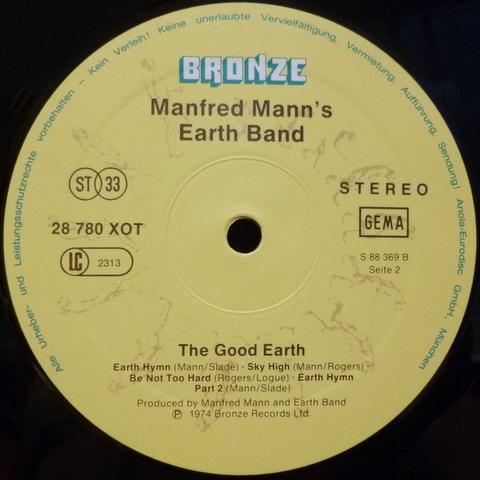 Alle Urheber- und Leistungsschutzrechte vorbehalten - Kein Verleih! Keine unerlaubte Vervielfältigung, Vermietung, Aufführung, Sendung! Ariola-Eurodisc GmbH, München
BRONZE
Manfred Mann's
Earth Band
ST 33
STEREO
28 780 XOT
GEMA
LC 2313
S 88 369 B
Seite 2
The Good Earth
Earth Hymn (Mann/Slade) · Sky High (Mann/Rogers)
Be Not Too Hard (Rogers/Logue) · Earth Hymn
Part 2 (Mann/Slade)
Produced by Manfred Mann and Earth Band
℗ 1974 Bronze Records Ltd.